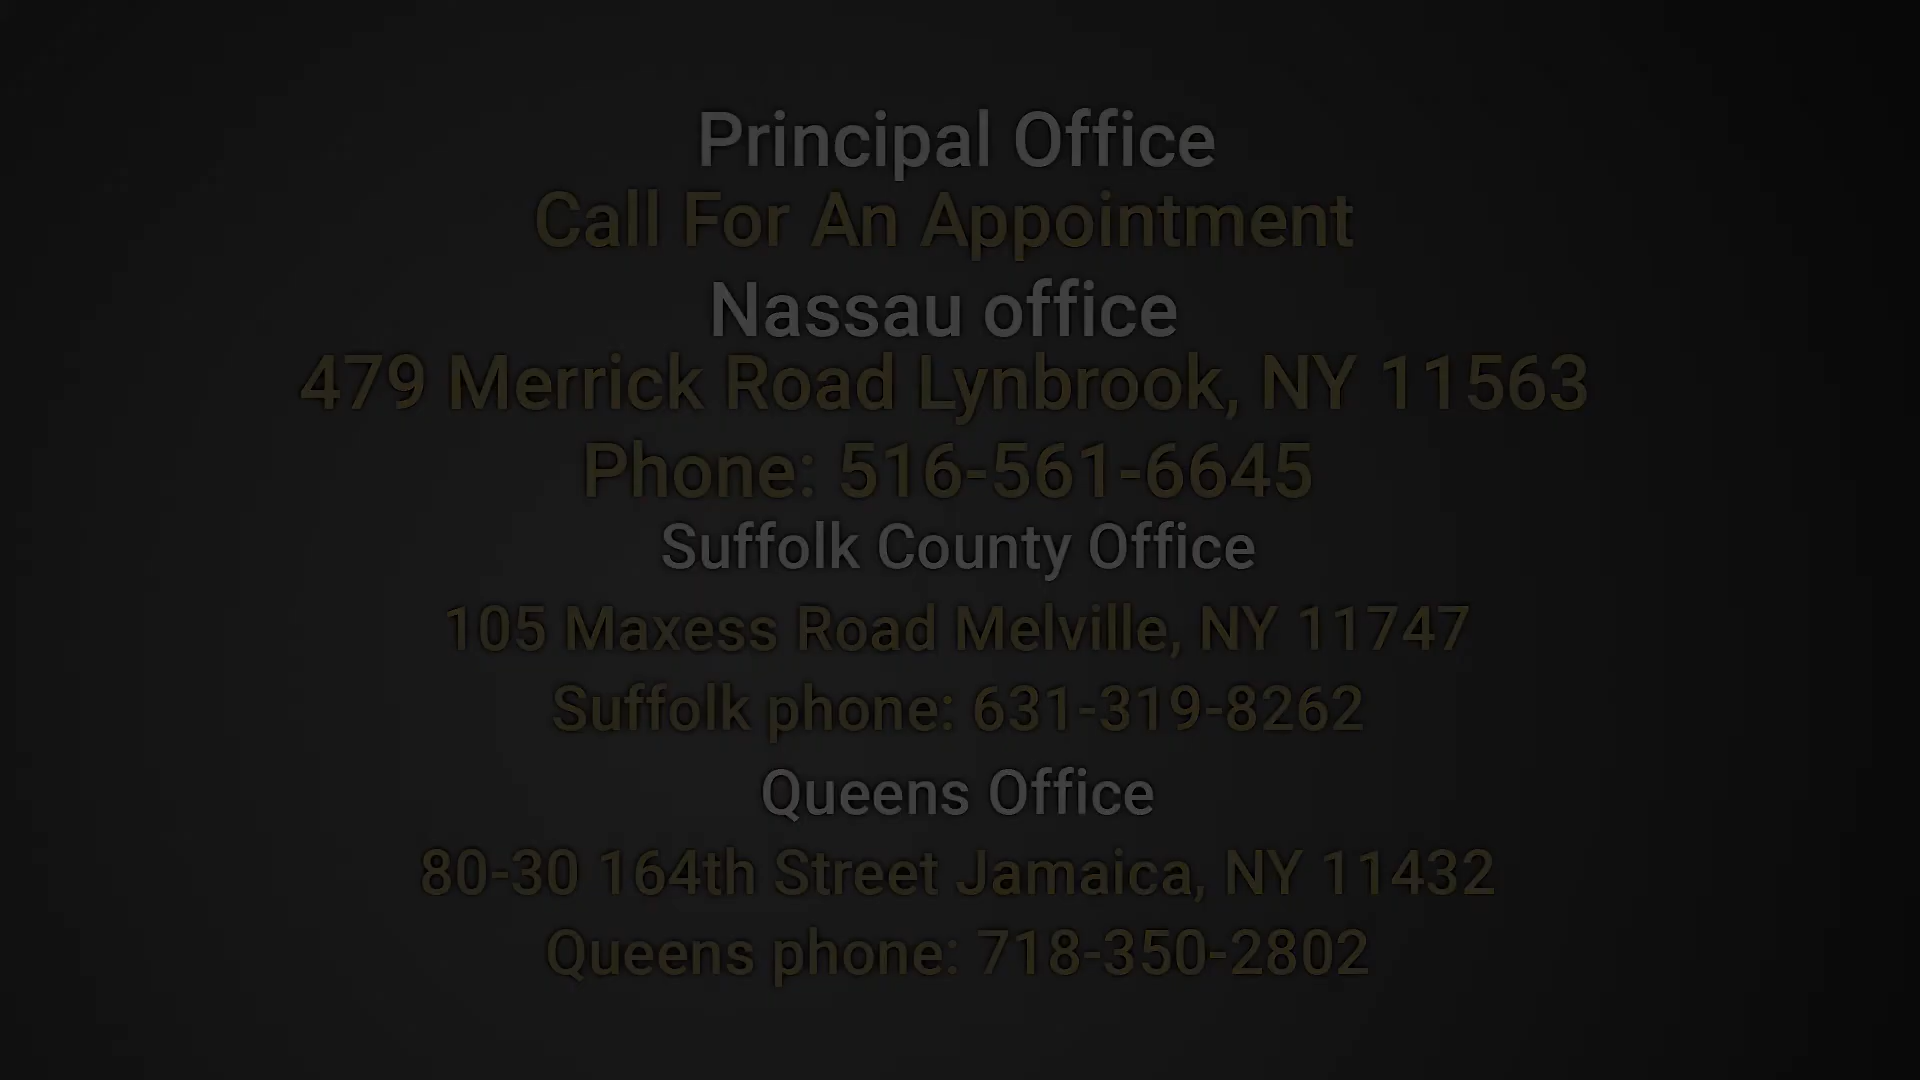 Principal Office
Call For An Appointment
Nassau office
479 Merrick Road Lynbrook, NY 11563
Phone: 516-561-6645
Suffolk County Office
105 Maxess Road Melville, NY 11747
Suffolk phone: 631-319-8262
Queens Office
80-30 164th Street Jamaica, NY 11432
Queens phone: 718-350-2802